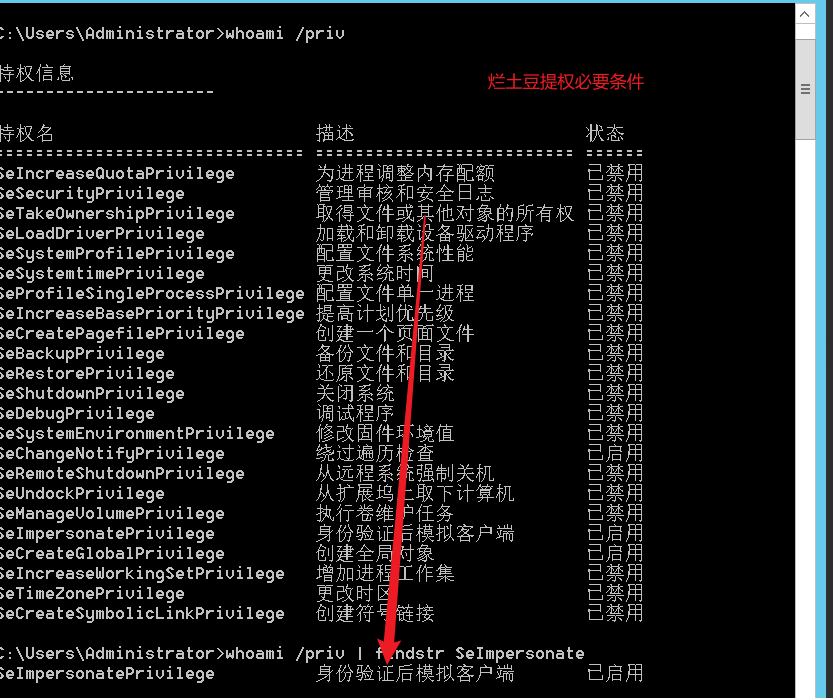 C:\Users\Administrator>whoami /priv
特权信息
----------------------
烂土豆提权必要条件
特权名 描述 状态
=============================== ========================== ======
SeIncreaseQuotaPrivilege 为进程调整内存配额 已禁用
SeSecurityPrivilege 管理审核和安全日志 已禁用
SeTakeOwnershipPrivilege 取得文件或其他对象的所有权 已禁用
SeLoadDriverPrivilege 加载和卸载设备驱动程序 已禁用
SeSystemProfilePrivilege 配置文件系统性能 已禁用
SeSystemtimePrivilege 更改系统时间 已禁用
SeProfileSingleProcessPrivilege 配置文件单一进程 已禁用
SeIncreaseBasePriorityPrivilege 提高计划优先级 已禁用
SeCreatePagefilePrivilege 创建一个页面文件 已禁用
SeBackupPrivilege 备份文件和目录 已禁用
SeRestorePrivilege 还原文件和目录 已禁用
SeShutdownPrivilege 关闭系统 已禁用
SeDebugPrivilege 调试程序 已禁用
SeSystemEnvironmentPrivilege 修改固件环境值 已禁用
SeChangeNotifyPrivilege 绕过遍历检查 已启用
SeRemoteShutdownPrivilege 从远程系统强制关机 已禁用
SeUndockPrivilege 从扩展坞上取下计算机 已禁用
SeManageVolumePrivilege 执行卷维护任务 已禁用
SeImpersonatePrivilege 身份验证后模拟客户端 已启用
SeCreateGlobalPrivilege 创建全局对象 已启用
SeIncreaseWorkingSetPrivilege 增加进程工作集 已禁用
SeTimeZonePrivilege 更改时区 已禁用
SeCreateSymbolicLinkPrivilege 创建符号链接 已禁用
C:\Users\Administrator>whoami /priv | findstr SeImpersonate
SeImpersonatePrivilege 身份验证后模拟客户端 已启用